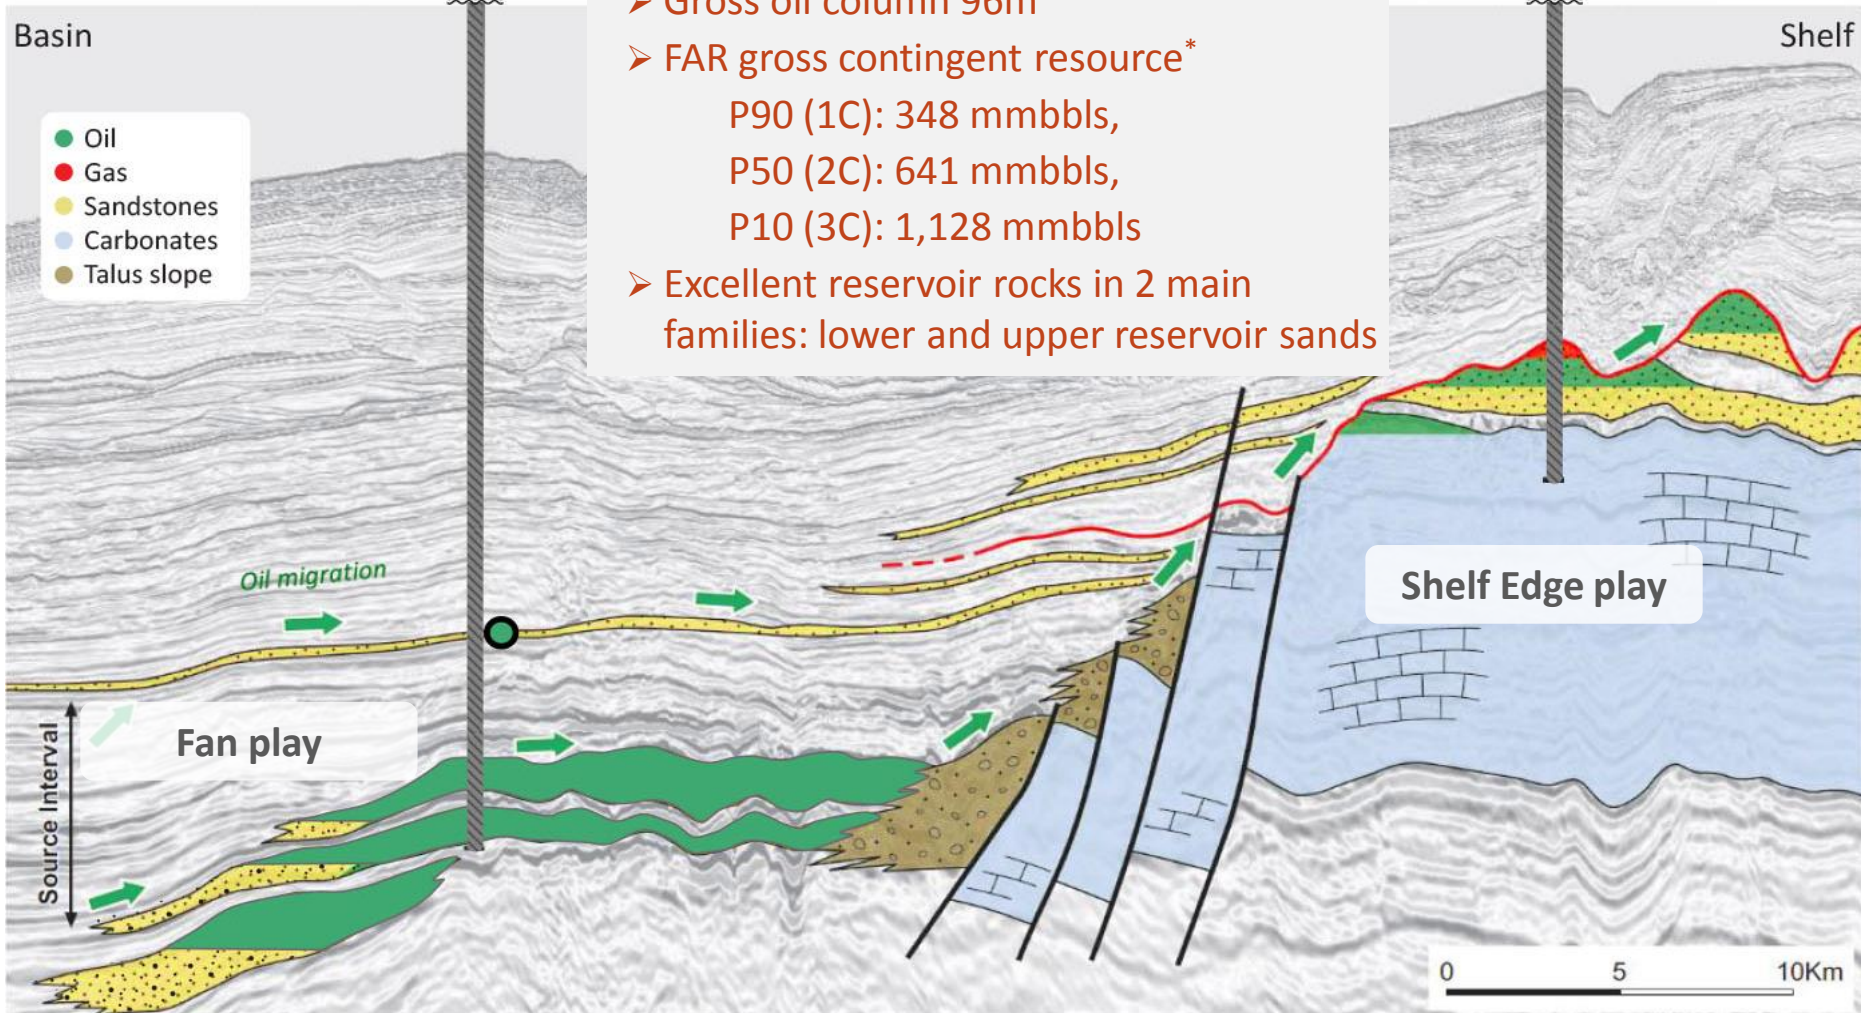 ➢ Gross oil column 96m
Basin
Shelf
➢ FAR gross contingent resource*
P90 (1C): 348 mmbbls,
P50 (2C): 641 mmbbls,
P10 (3C): 1,128 mmbbls
➢ Excellent reservoir rocks in 2 main
families: lower and upper reservoir sands
Oil
Gas
Sandstones
Carbonates
Talus slope
Oil migration
Shelf Edge play
Fan play
Source Interval
0 5 10Km